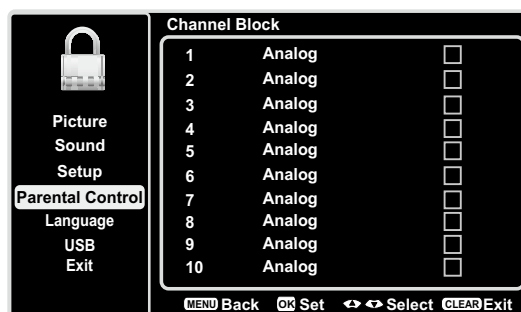 Channel Block
Picture
Sound
Setup
Parental Control
Language
USB
Exit
1 Analog
2 Analog
3 Analog
4 Analog
5 Analog
6 Analog
7 Analog
8 Analog
9 Analog
10 Analog
MENU Back OK Set Select CLEAR Exit